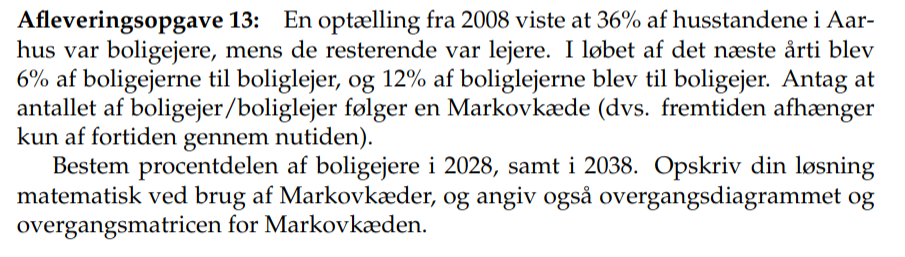 Afleveringsopgave 13: En optælling fra 2008 viste at 36% af husstandene i Aar-
hus var boligejere, mens de resterende var lejere. I løbet af det næste årti blev
6% af boligejerne til boliglejer, og 12% af boliglejerne blev til boligejer. Antag at
antallet af boligejer/boliglejer følger en Markovkæde (dvs. fremtiden afhænger
kun af fortiden gennem nutiden).
Bestem procentdelen af boligejere i 2028, samt i 2038. Opskriv din løsning
matematisk ved brug af Markovkæder, og angiv også overgangsdiagrammet og
overgangsmatricen for Markovkæden.